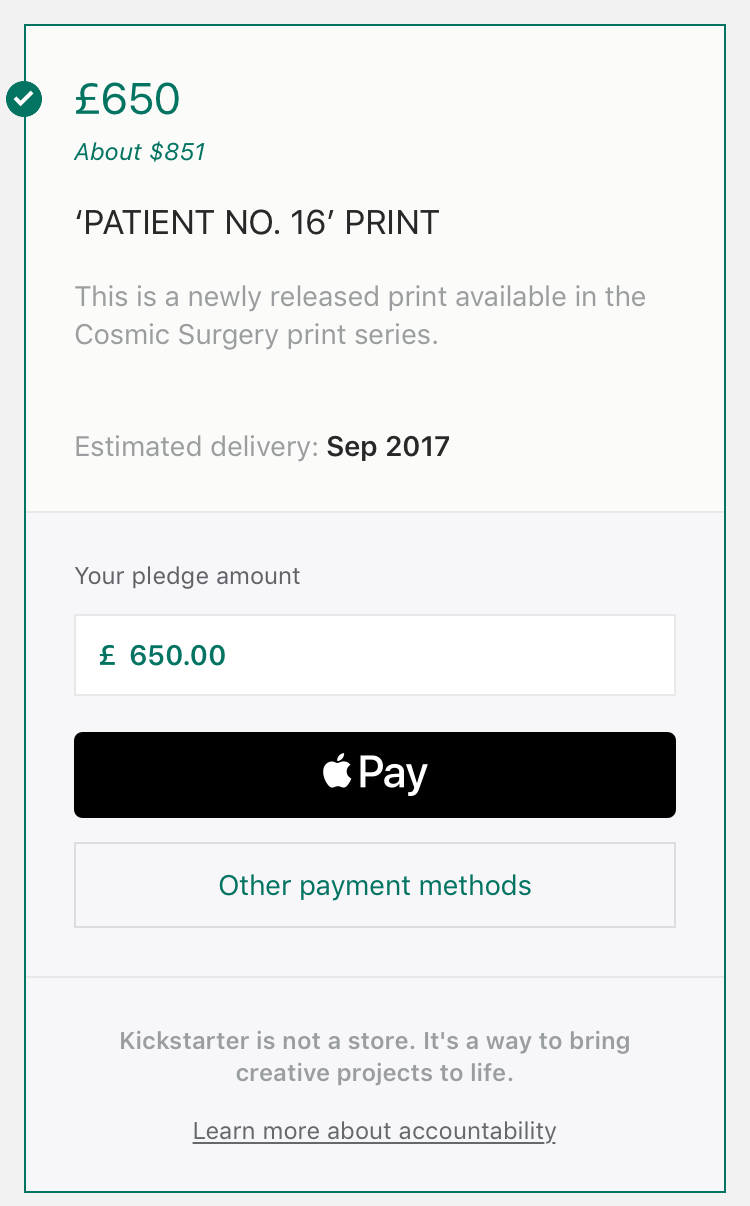 £650
About $851
‘PATIENT NO. 16’ PRINT
This is a newly released print available in the
Cosmic Surgery print series.
Estimated delivery: Sep 2017
Your pledge amount
£ 650.00
Pay
Other payment methods
Kickstarter is not a store. It's a way to bring
creative projects to life.
Learn more about accountability